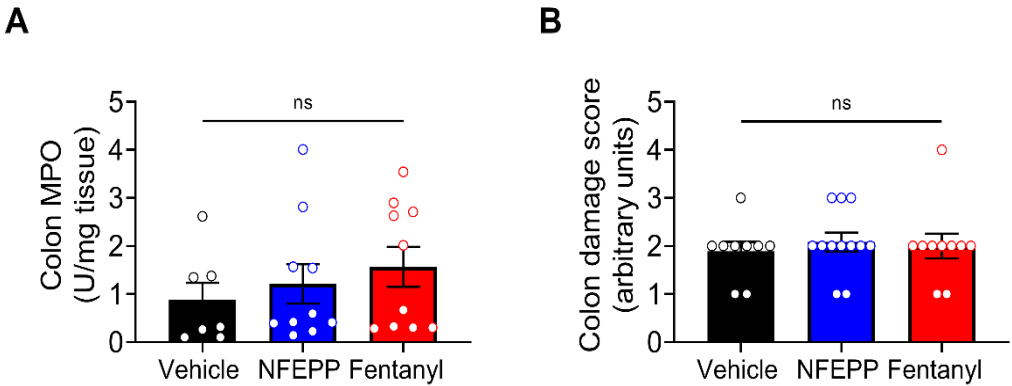 A
Colon MPO
(U/mg tissue)
5
4
3
2
1
0
ns
Vehicle NFEPP Fentanyl
B
Colon damage score
(arbitrary units)
5
4
3
2
1
0
ns
Vehicle NFEPP Fentanyl